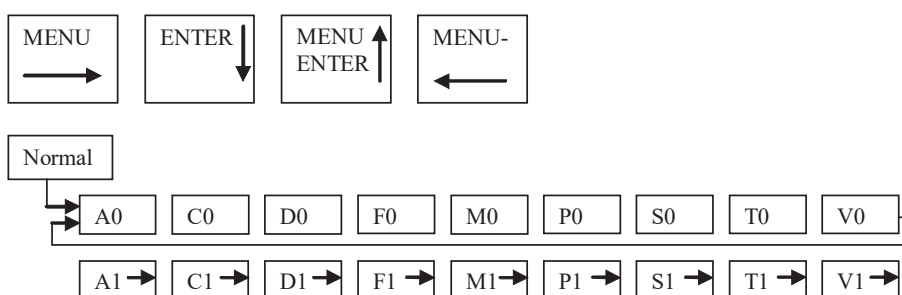 MENU ENTER MENU MENU-
ENTER
Normal
A0 C0 D0 F0 M0 P0 S0 T0 V0
A1 C1 D1 F1 M1 P1 S1 T1 V1